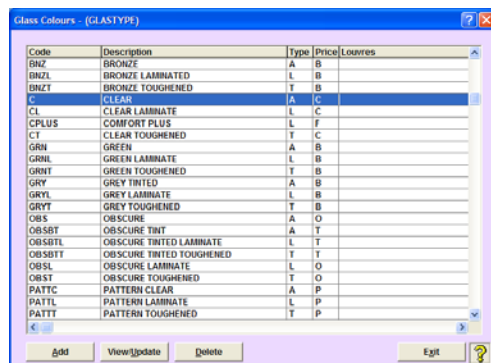 Glass Colours - (GLASTYPE)
Code Description Type Price Louvres
BNZ BRONZE A B
BNZL BRONZE LAMINATED L B
BNZT BRONZE TOUGHENED T B
C CLEAR A C
CL CLEAR LAMINATE L C
CPLUS COMFORT PLUS L F
CT CLEAR TOUGHENED T C
GRN GREEN A B
GRNL GREEN LAMINATE L B
GRNT GREEN TOUGHENED T B
GRY GREY TINTED A B
GRYL GREY LAMINATE L B
GRYT GREY TOUGHENED T B
OBS OBSCURE A O
OBSBT OBSCURE TINT A T
OBSBTL OBSCURE TINTED LAMINATE L T
OBSBTT OBSCURE TINTED TOUGHENED T T
OBSL OBSCURE LAMINATE L O
OBST OBSCURE TOUGHENED T O
PATTC PATTERN CLEAR A P
PATTL PATTERN LAMINATE L P
PATTT PATTERN TOUGHENED T P
Add View/Update Delete Exit ?